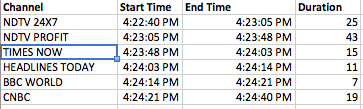 Channel Start Time End Time Duration
NDTV 24X7 4:22:40 PM 4:23:05 PM 25
NDTV PROFIT 4:23:05 PM 4:23:48 PM 43
TIMES NOW 4:23:48 PM 4:24:03 PM 15
HEADLINES TODAY 4:24:03 PM 4:24:14 PM 11
BBC WORLD 4:24:14 PM 4:24:21 PM 7
CNBC 4:24:21 PM 4:24:40 PM 19